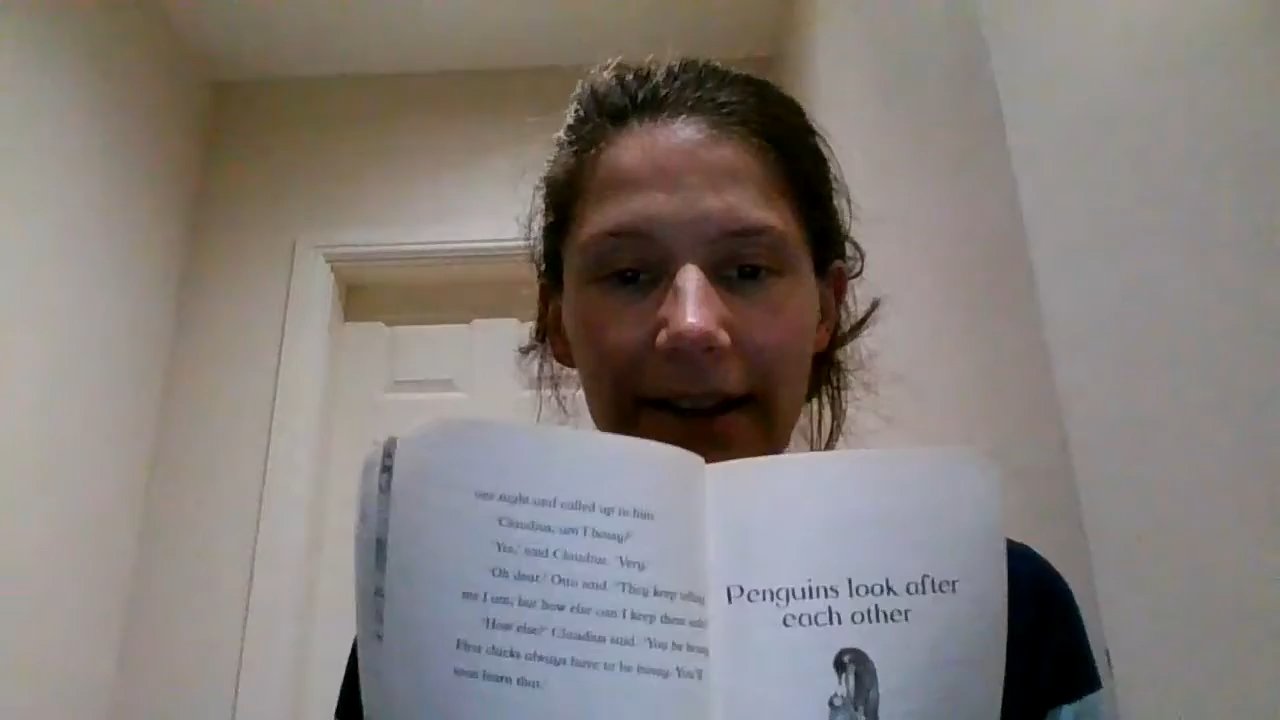 one night and called up to him
'Claudius, am I bossy?'
'Yes,' said Claudius. 'Very.'
'Oh dear,' Otto said. 'They keep telling
me I am, but how else can I keep them safe?'
'How else?' Claudius said. 'You be bossy.
First ducks always have to be bossy. You'll
soon learn that.'
Penguins look after
each other